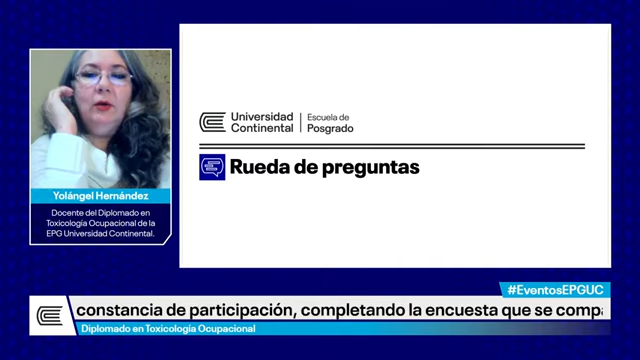 Universidad
Continental
Escuela de
Posgrado
Rueda de preguntas
Yolángel Hernández
Docente del Diplomado en
Toxicología Ocupacional de la
EPG Universidad Continental.
#EventosEPGUC
constancia de participación, completando la encuesta que se
Diplomado en Toxicología Ocupacional